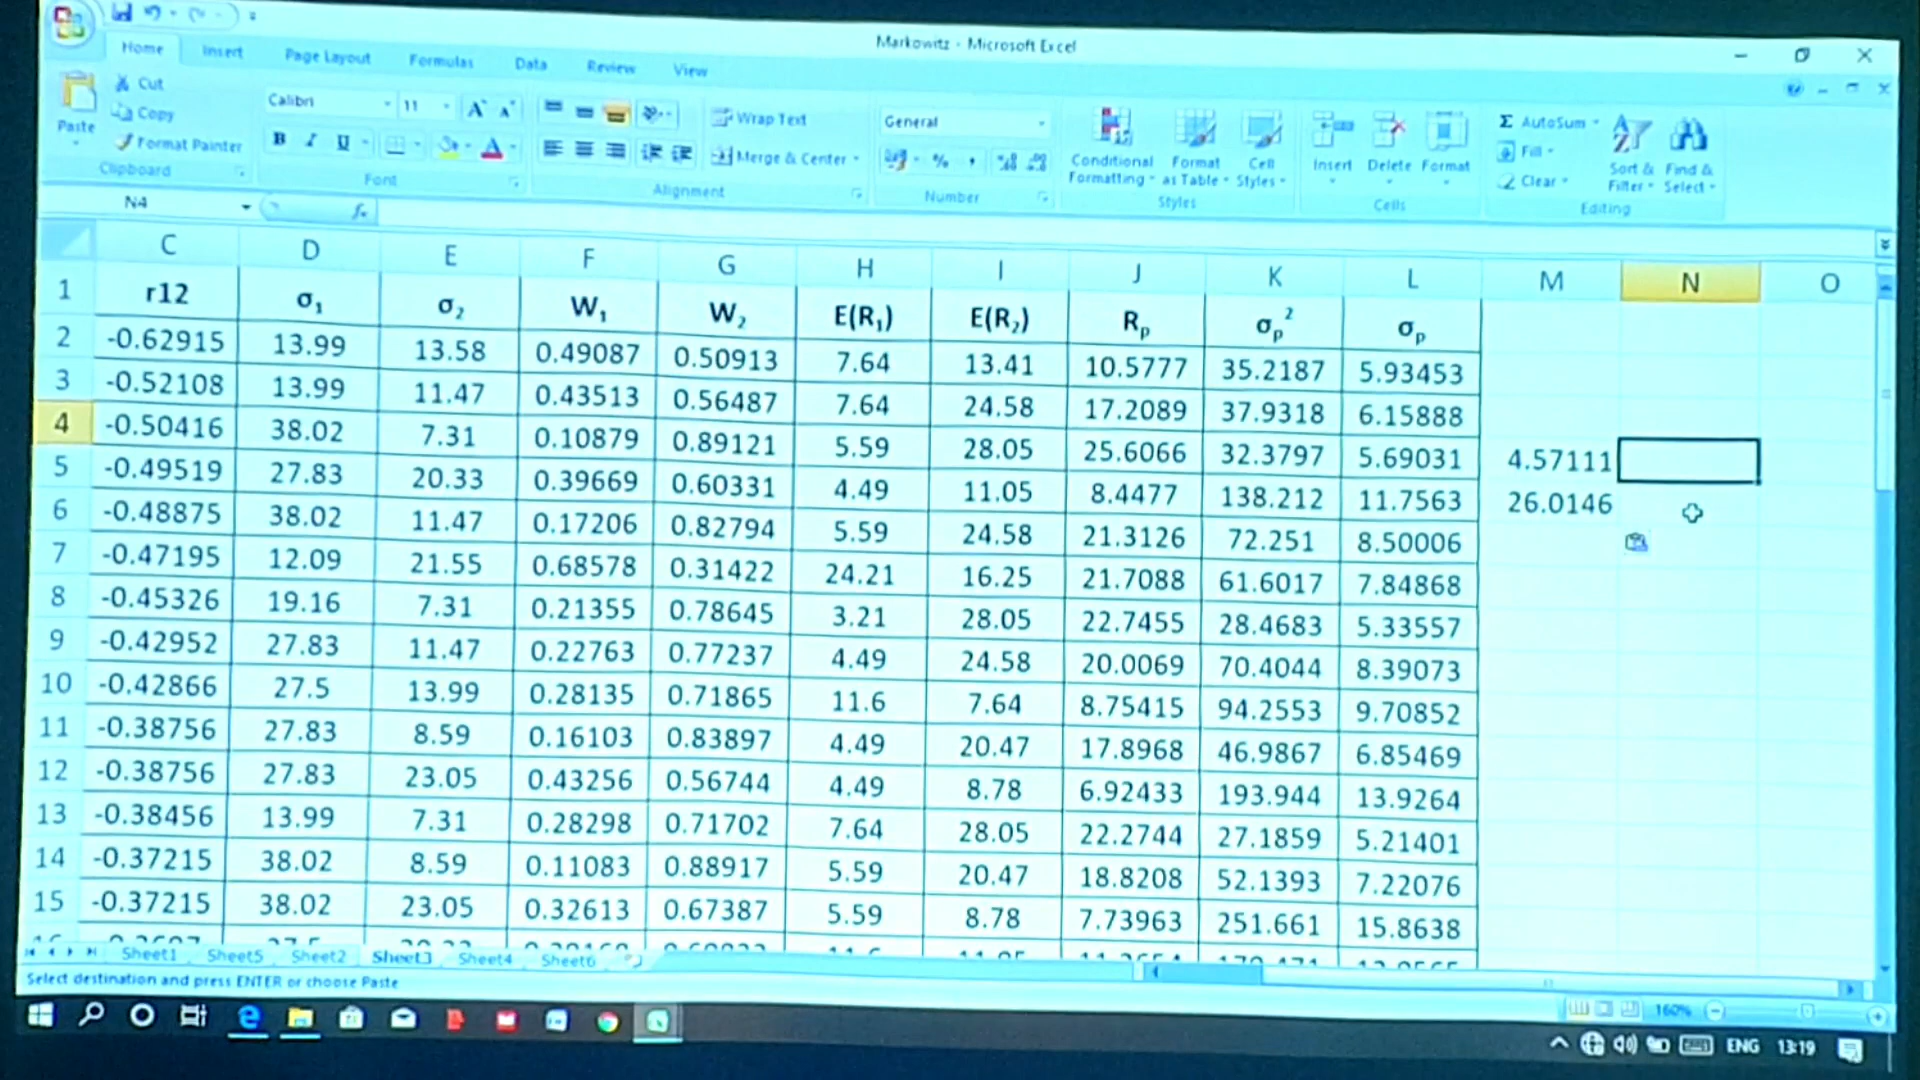 Markowitz - Microsoft Excel
Home Insert Page Layout Formulas Data Review View
Paste
Cut
Copy
Format Painter
Clipboard
Calibri 11
B I U
Font
Wrap Text
Merge & Center
Alignment
General
%
Number
Conditional Formatting
Format as Table
Cell Styles
Styles
Insert Delete Format
Cells
Σ AutoSum
Fill
Clear
Sort & Filter
Find & Select
Editing
N4 fx
C D E F G H I J K L M N O
1 r12 σ₁ σ₂ W₁ W₂ E(R₁) E(R₂) Rₚ σₚ² σₚ
2 -0.62915 13.99 13.58 0.49087 0.50913 7.64 13.41 10.5777 35.2187 5.93453
3 -0.52108 13.99 11.47 0.43513 0.56487 7.64 24.58 17.2089 37.9318 6.15888
4 -0.50416 38.02 7.31 0.10879 0.89121 5.59 28.05 25.6066 32.3797 5.69031 4.57111
5 -0.49519 27.83 20.33 0.39669 0.60331 4.49 11.05 8.4477 138.212 11.7563 26.0146
6 -0.48875 38.02 11.47 0.17206 0.82794 5.59 24.58 21.3126 72.251 8.50006
7 -0.47195 12.09 21.55 0.68578 0.31422 24.21 16.25 21.7088 61.6017 7.84868
8 -0.45326 19.16 7.31 0.21355 0.78645 3.21 28.05 22.7455 28.4683 5.33557
9 -0.42952 27.83 11.47 0.22763 0.77237 4.49 24.58 20.0069 70.4044 8.39073
10 -0.42866 27.5 13.99 0.28135 0.71865 11.6 7.64 8.75415 94.2553 9.70852
11 -0.38756 27.83 8.59 0.16103 0.83897 4.49 20.47 17.8968 46.9867 6.85469
12 -0.38756 27.83 23.05 0.43256 0.56744 4.49 8.78 6.92433 193.944 13.9264
13 -0.38456 13.99 7.31 0.28298 0.71702 7.64 28.05 22.2744 27.1859 5.21401
14 -0.37215 38.02 8.59 0.11083 0.88917 5.59 20.47 18.8208 52.1393 7.22076
15 -0.37215 38.02 23.05 0.32613 0.67387 5.59 8.78 7.73963 251.661 15.8638
Sheet1 Sheet5 Sheet2 Sheet3 Sheet4 Sheet6
Select destination and press ENTER or choose Paste
160%
ENG 13:19